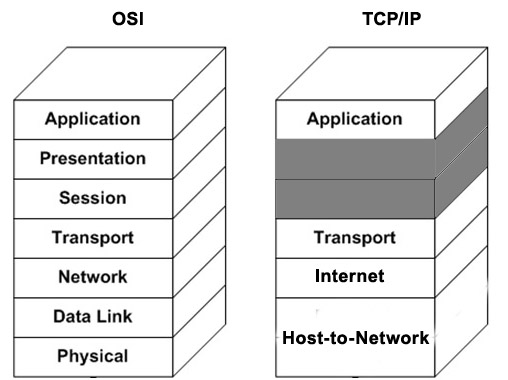 OSI
TCP/IP
Application
Presentation
Session
Transport
Network
Data Link
Physical
Application
Transport
Internet
Host-to-Network